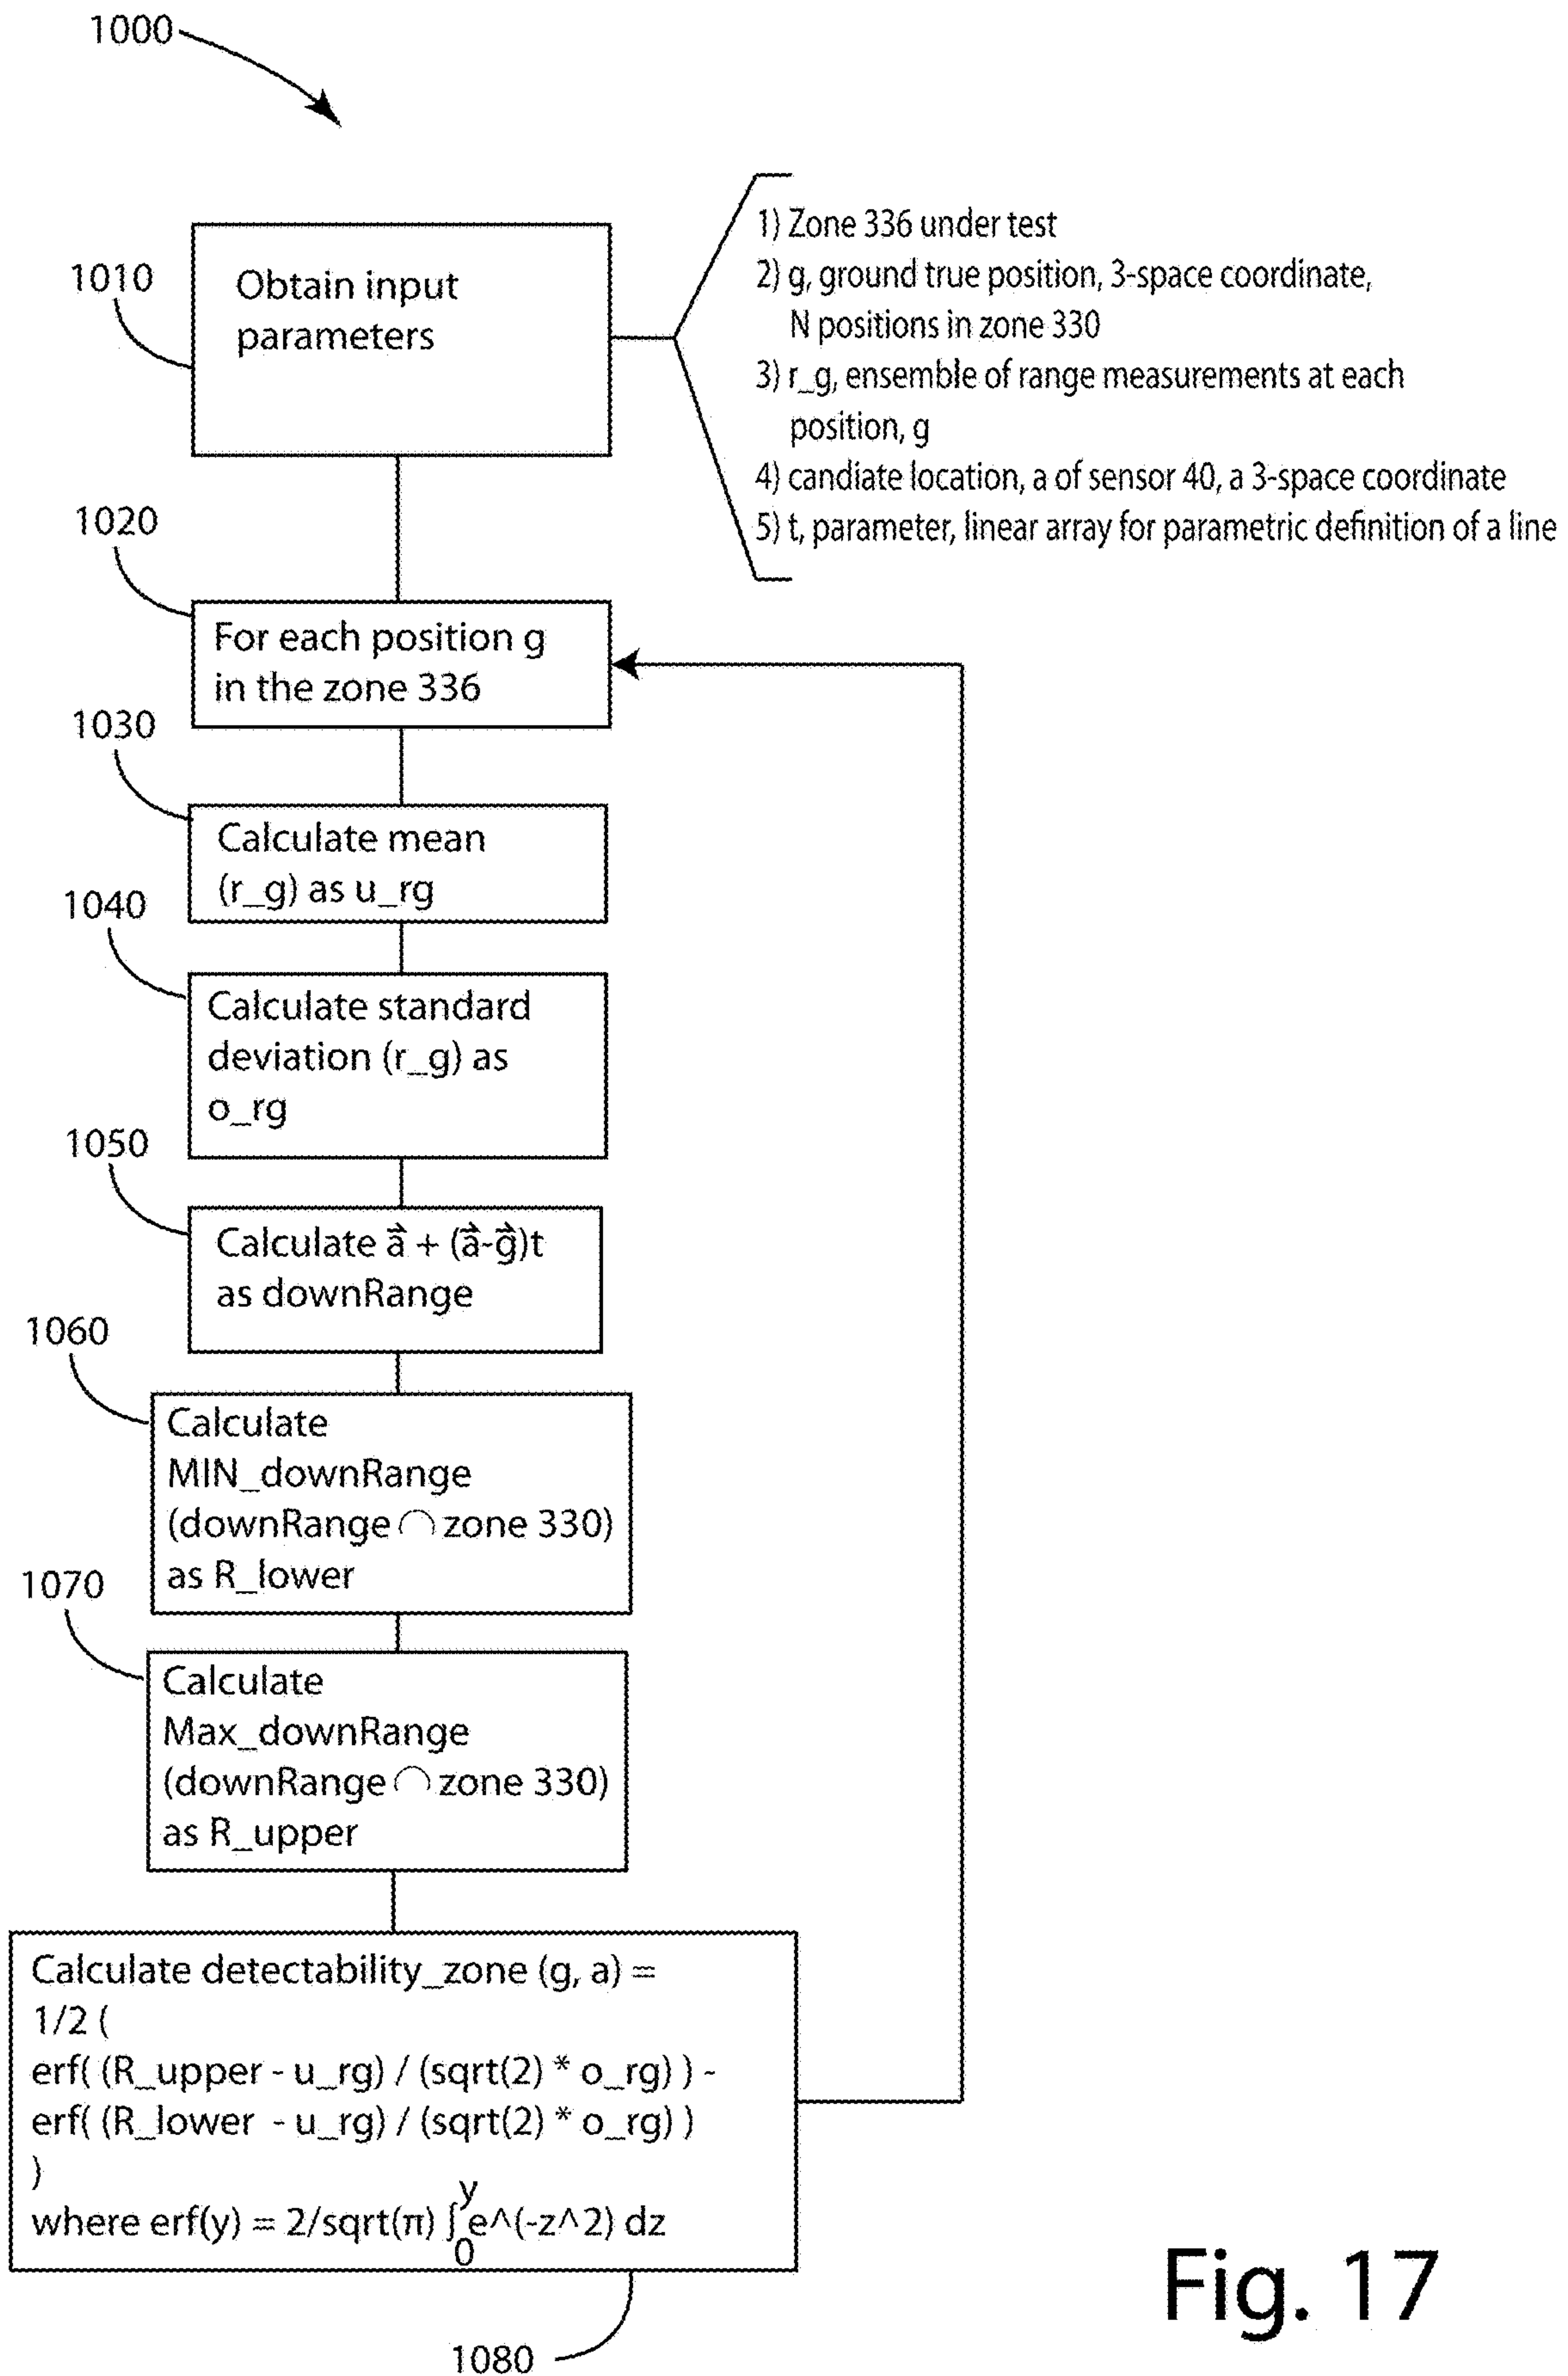 1000
1010
Obtain input
parameters
1) Zone 336 under test
2) g, ground true position, 3-space coordinate,
N positions in zone 330
3) r_g, ensemble of range measurements at each
position, g
4) candiate location, a of sensor 40, a 3-space coordinate
5) t, parameter, linear array for parametric definition of a line
1020
For each position g
in the zone 336
1030
Calculate mean
(r_g) as u_rg
1040
Calculate standard
deviation (r_g) as
o_rg
1050
Calculate a⃗ + (a⃗-g⃗)t
as downRange
1060
Calculate
MIN_downRange
(downRange ∩ zone 330)
as R_lower
1070
Calculate
Max_downRange
(downRange ∩ zone 330)
as R_upper
Calculate detectability_zone (g, a) =
1/2 (
erf( (R_upper - u_rg) / (sqrt(2) * o_rg) ) -
erf( (R_lower - u_rg) / (sqrt(2) * o_rg) )
)
where erf(y) = 2/sqrt(π) ∫₀ʸ e^(-z^2) dz
1080
Fig. 17